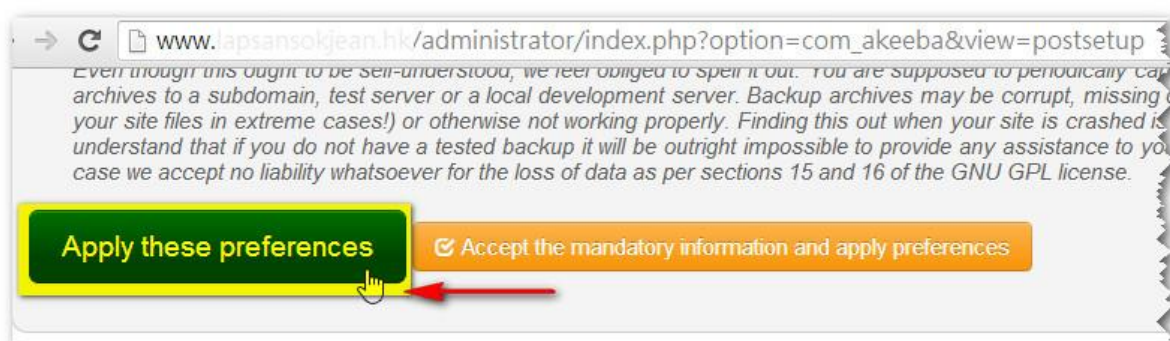 www. /administrator/index.php?option=com_akeeba&view=postsetup
Even though this ought to be self-understood, we feel obliged to spell it out. You are supposed to periodically
archives to a subdomain, test server or a local development server. Backup archives may be corrupt, missing
your site files in extreme cases!) or otherwise not working properly. Finding this out when your site is crashed is
understand that if you do not have a tested backup it will be outright impossible to provide any assistance to
case we accept no liability whatsoever for the loss of data as per sections 15 and 16 of the GNU GPL license.
Apply these preferences
Accept the mandatory information and apply preferences